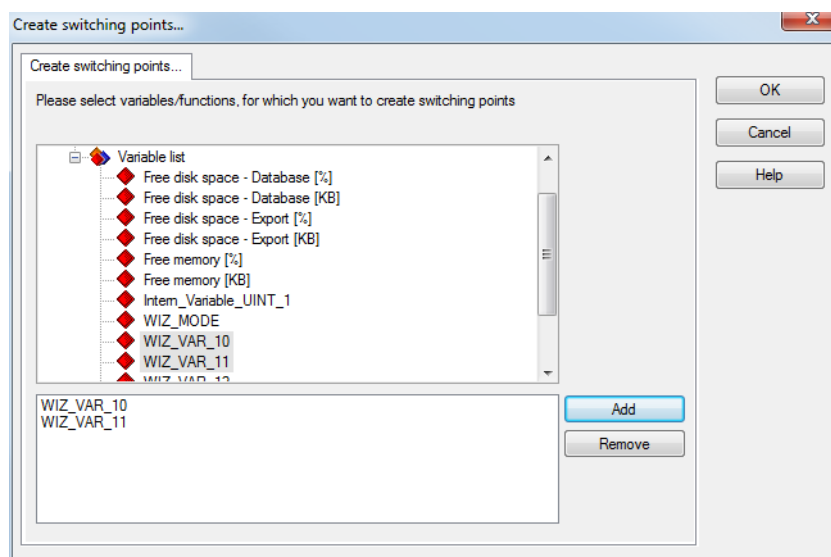 Create switching points...
Create switching points...
Please select variables/functions, for which you want to create switching points
OK
Cancel
Help
Variable list
Free disk space - Database [%]
Free disk space - Database [KB]
Free disk space - Export [%]
Free disk space - Export [KB]
Free memory [%]
Free memory [KB]
Intern_Variable_UINT_1
WIZ_MODE
WIZ_VAR_10
WIZ_VAR_11
WIZ_VAR_12
WIZ_VAR_10
WIZ_VAR_11
Add
Remove